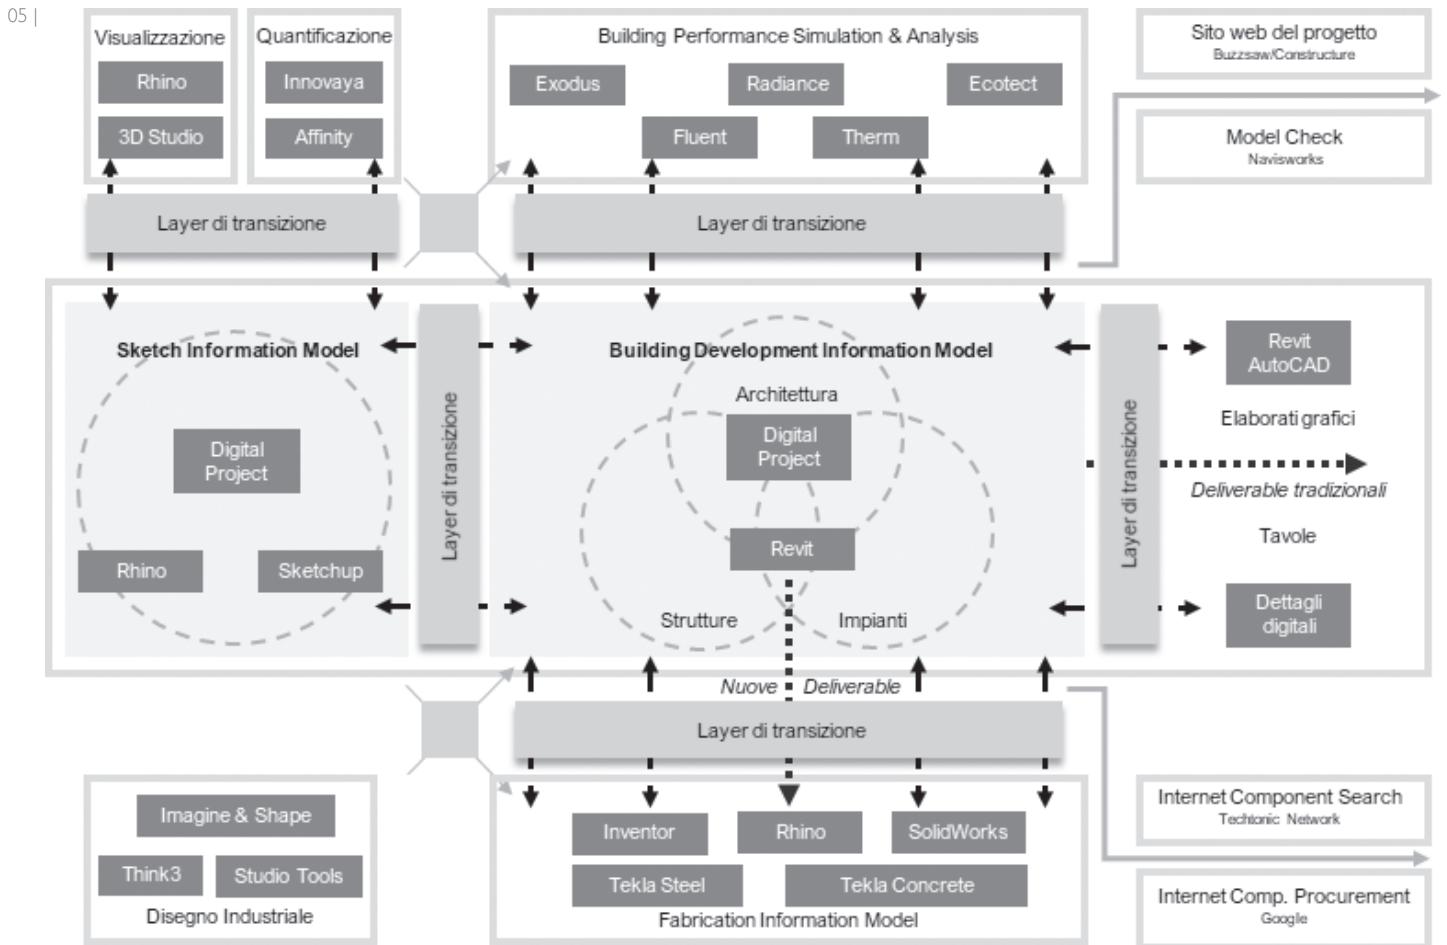 05 |
Visualizzazione
Rhino
3D Studio
Quantificazione
Innovaya
Affinity
Building Performance Simulation & Analysis
Exodus
Radiance
Ecotect
Fluent
Therm
Sito web del progetto
Buzzsaw/Constructure
Model Check
Navisworks
Layer di transizione
Layer di transizione
Sketch Information Model
Digital
Project
Rhino
Sketchup
Layer di transizione
Building Development Information Model
Architettura
Digital
Project
Revit
Strutture
Impianti
Layer di transizione
Revit
AutoCAD
Elaborati grafici
Deliverable tradizionali
Tavole
Dettagli
digitali
Nuove Deliverable
Layer di transizione
Imagine & Shape
Think3
Studio Tools
Disegno Industriale
Inventor
Rhino
SolidWorks
Tekla Steel
Tekla Concrete
Fabrication Information Model
Internet Component Search
Techtonic Network
Internet Comp. Procurement
Google